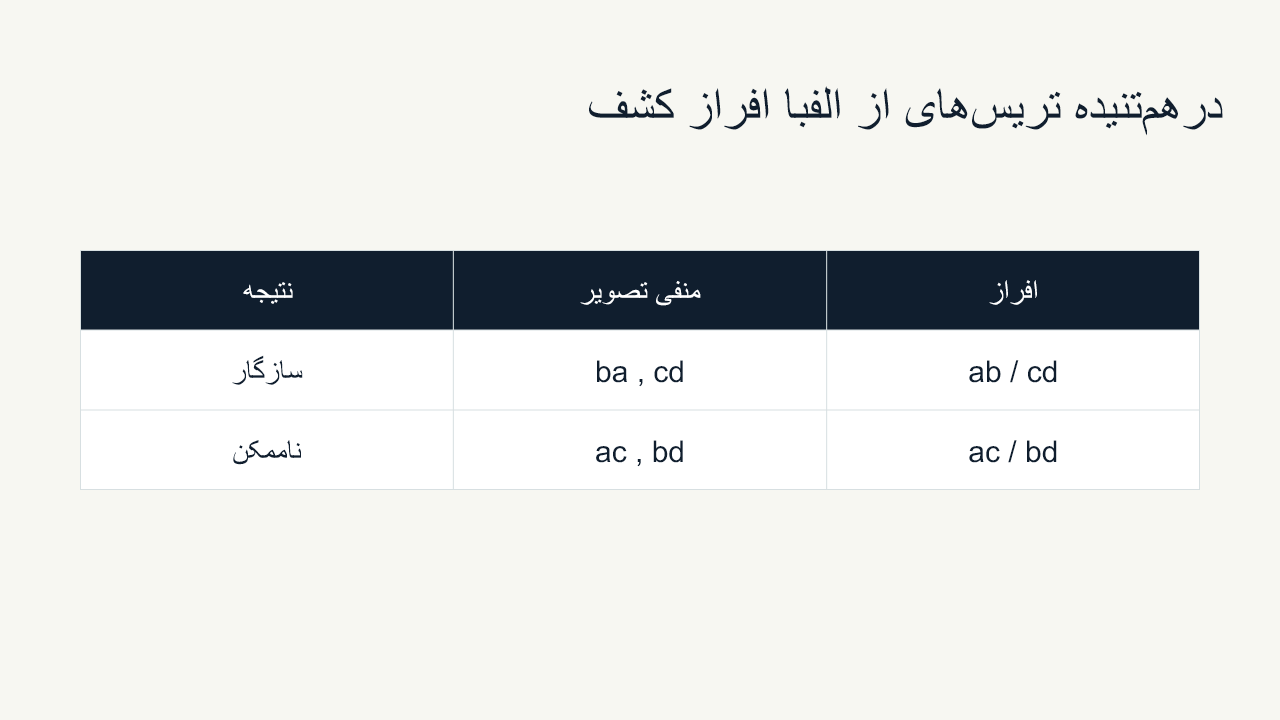 درهم‌تنیده تریس‌های از الفبا افراز کشف
افراز منفی تصویر نتیجه
ab / cd ba , cd سازگار
ac / bd ac , bd ناممکن